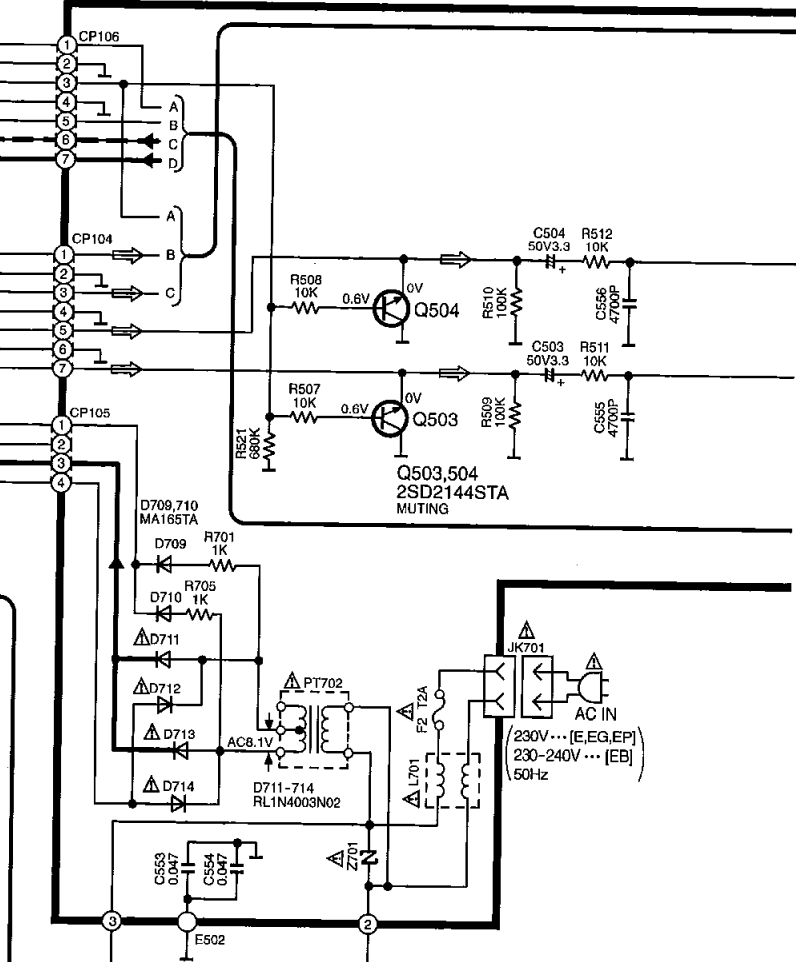 CP106
1
2
3
4
5
6
7
A
B
C
D
A
B
C
CP104
1
2
3
4
5
6
7
C504
50V3.3
+
R512
10K
R508
10K
0.6V
0V
Q504
R510
100K
C556
4700P
C503
50V3.3
+
R511
10K
R507
10K
0.6V
0V
Q503
R509
100K
C555
4700P
R521
680K
CP105
1
2
3
4
Q503,504
2SD2144STA
MUTING
D709,710
MA165TA
D709
R701
1K
D710
R705
1K
D711
D712
D713
D714
PT702
AC8.1V
D711-714
RL1N4003N02
JK701
F2 T2A
L701
AC IN
230V ··· [E,EG,EP]
230-240V ··· [EB]
50Hz
Z701
C553
0.047
C554
0.047
3
E502
2